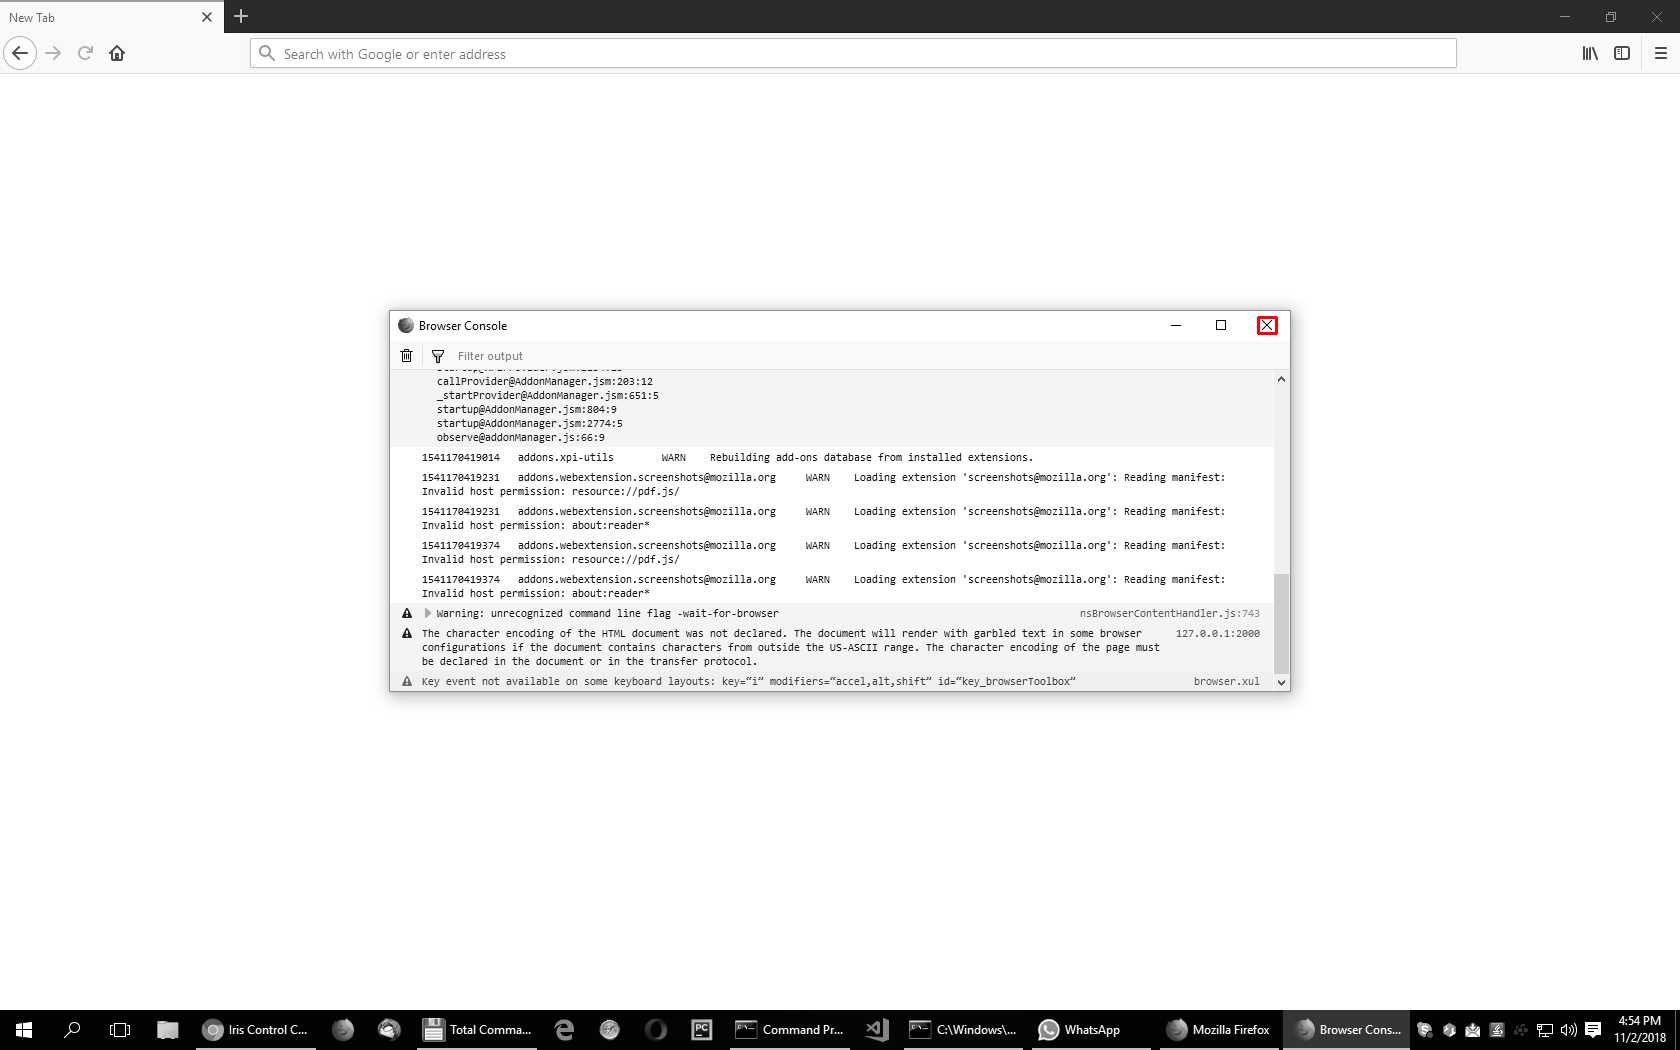 New Tab
Search with Google or enter address
Browser Console
Filter output
callProvider@AddonManager.jsm:203:12
_startProvider@AddonManager.jsm:651:5
startup@AddonManager.jsm:804:9
startup@AddonManager.jsm:2774:5
observe@addonManager.js:66:9
1541170419014 addons.xpi-utils WARN Rebuilding add-ons database from installed extensions.
1541170419231 addons.webextension.screenshots@mozilla.org WARN Loading extension 'screenshots@mozilla.org': Reading manifest:
Invalid host permission: resource://pdf.js/
1541170419231 addons.webextension.screenshots@mozilla.org WARN Loading extension 'screenshots@mozilla.org': Reading manifest:
Invalid host permission: about:reader*
1541170419374 addons.webextension.screenshots@mozilla.org WARN Loading extension 'screenshots@mozilla.org': Reading manifest:
Invalid host permission: resource://pdf.js/
1541170419374 addons.webextension.screenshots@mozilla.org WARN Loading extension 'screenshots@mozilla.org': Reading manifest:
Invalid host permission: about:reader*
Warning: unrecognized command line flag -wait-for-browser nsBrowserContentHandler.js:743
The character encoding of the HTML document was not declared. The document will render with garbled text in some browser 127.0.0.1:2000
configurations if the document contains characters from outside the US-ASCII range. The character encoding of the page must
be declared in the document or in the transfer protocol.
Key event not available on some keyboard layouts: key=“i” modifiers=“accel,alt,shift” id=“key_browserToolbox” browser.xul
Iris Control C... Total Comma... PC Command Pr... C:\Windows\... WhatsApp Mozilla Firefox Browser Cons... 4:54 PM
11/2/2018